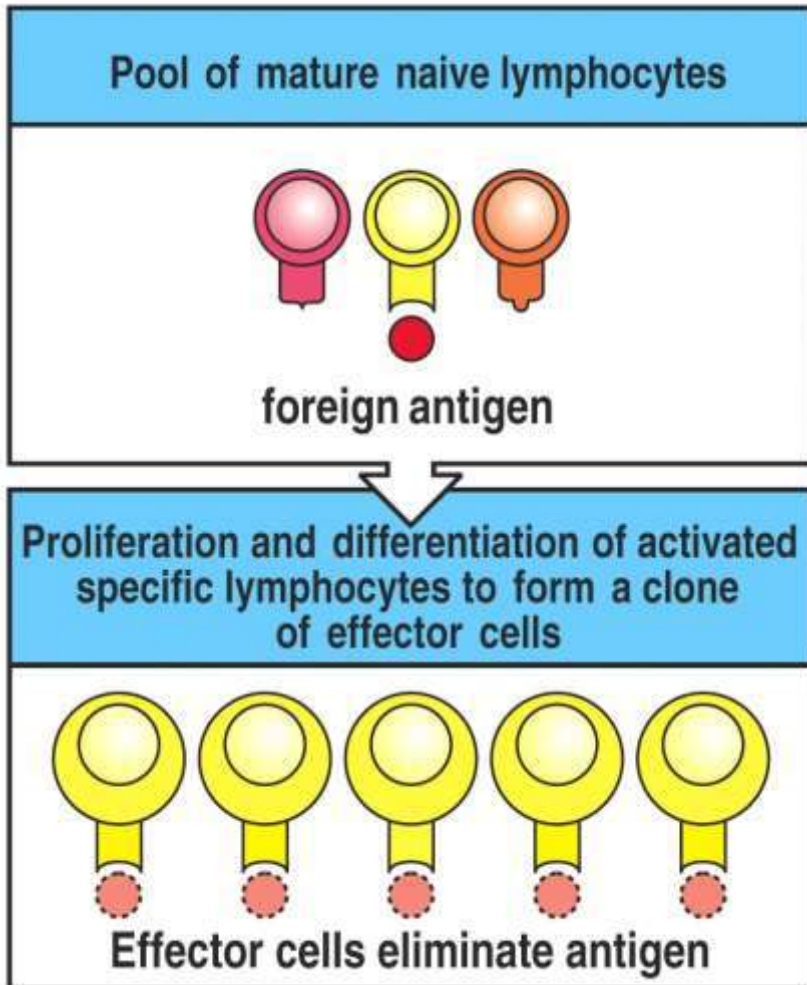 Pool of mature naive lymphocytes
foreign antigen
Proliferation and differentiation of activated
specific lymphocytes to form a clone
of effector cells
Effector cells eliminate antigen